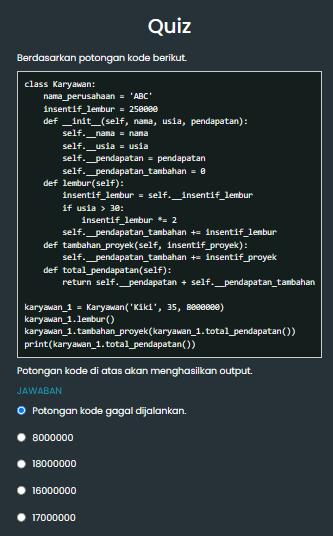 Quiz
Berdasarkan potongan kode berikut.
class Karyawan:
    nama_perusahaan = 'ABC'
    insentif_lembur = 250000
    def __init__(self, nama, usia, pendapatan):
        self.__nama = nama
        self.__usia = usia
        self.__pendapatan = pendapatan
        self.__pendapatan_tambahan = 0
    def lembur(self):
        insentif_lembur = self.__insentif_lembur
        if usia > 30:
            insentif_lembur *= 2
        self.__pendapatan_tambahan += insentif_lembur
    def tambahan_proyek(self, insentif_proyek):
        self.__pendapatan_tambahan += insentif_proyek
    def total_pendapatan(self):
        return self.__pendapatan + self.__pendapatan_tambahan

karyawan_1 = Karyawan('Kiki', 35, 8000000)
karyawan_1.lembur()
karyawan_1.tambahan_proyek(karyawan_1.total_pendapatan())
print(karyawan_1.total_pendapatan())
Potongan kode di atas akan menghasilkan output.
JAWABAN
Potongan kode gagal dijalankan.
8000000
18000000
16000000
17000000